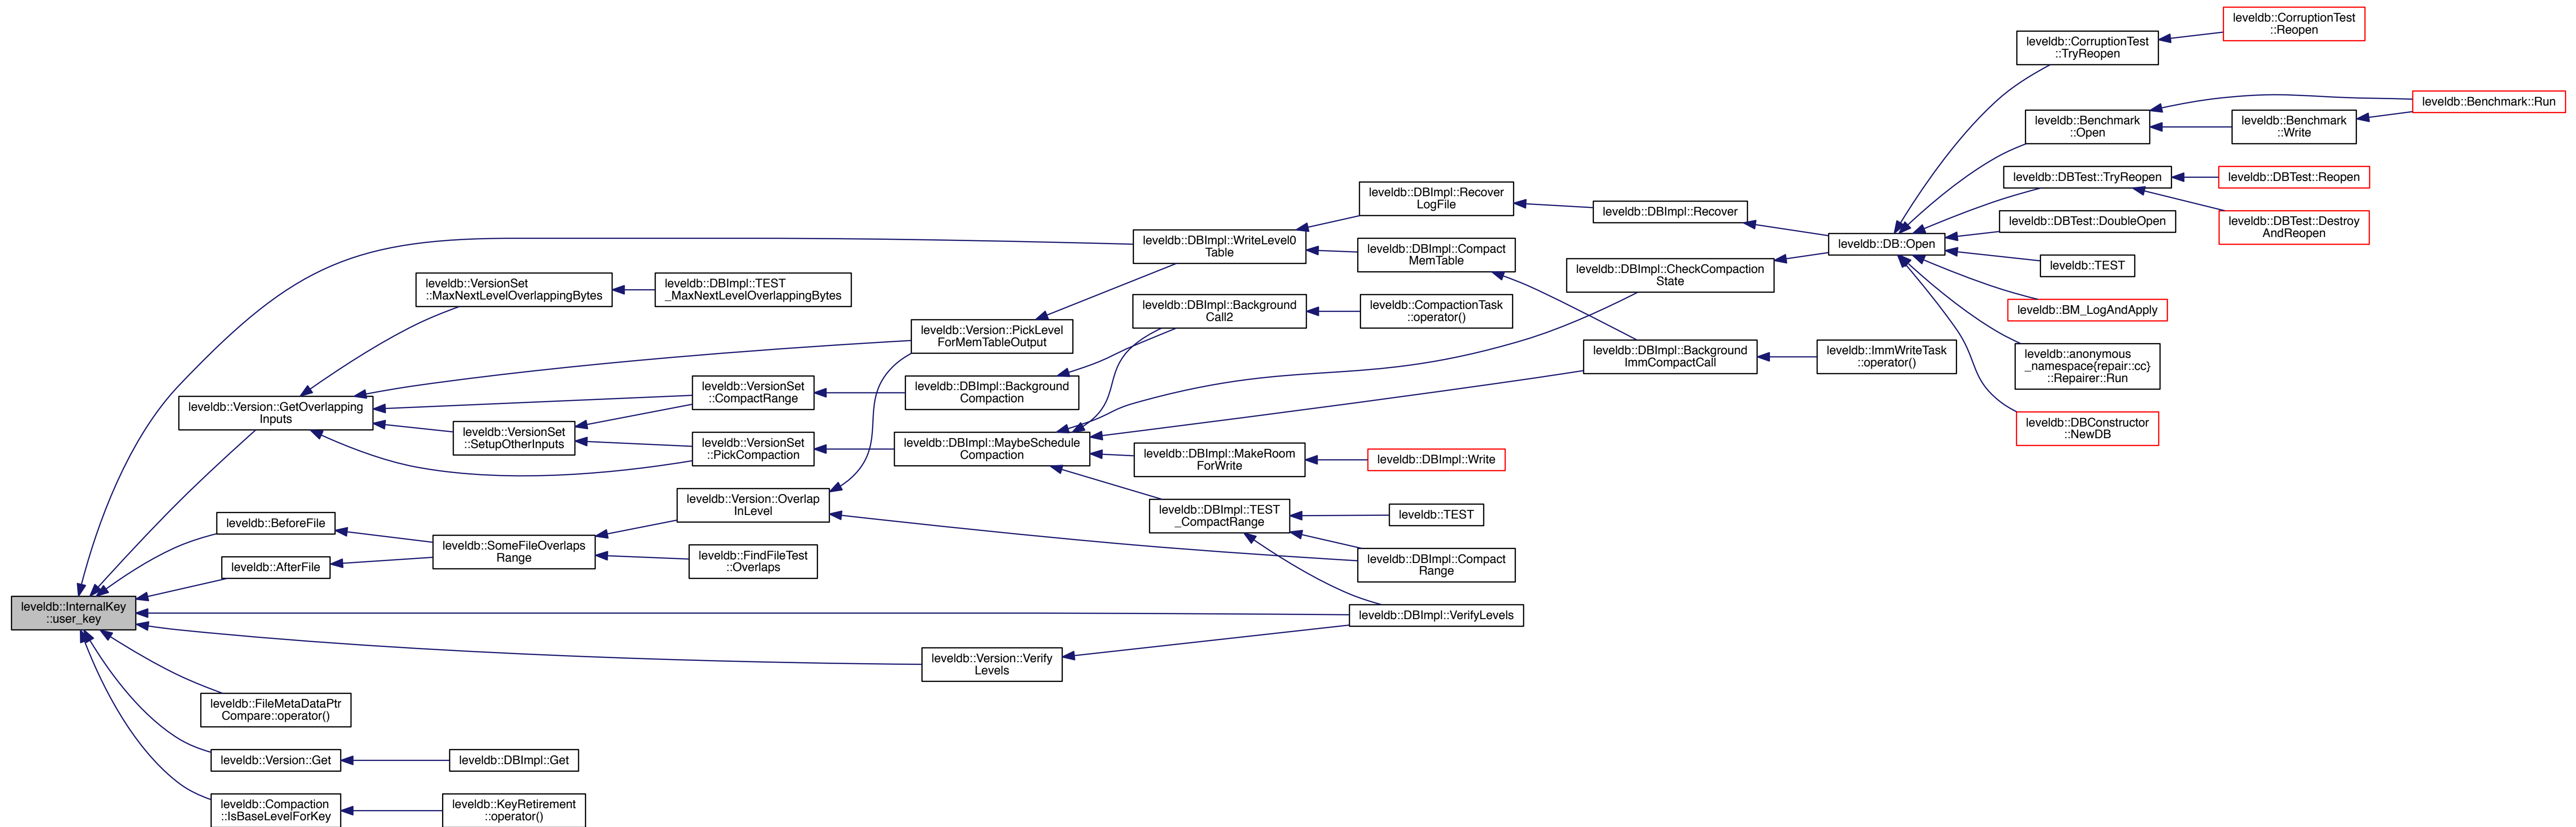 leveldb::InternalKey
::user_key
leveldb::Version::GetOverlapping
Inputs
leveldb::BeforeFile
leveldb::AfterFile
leveldb::FileMetaDataPtr
Compare::operator()
leveldb::Version::Get
leveldb::Compaction
::IsBaseLevelForKey
leveldb::VersionSet
::MaxNextLevelOverlappingBytes
leveldb::VersionSet
::SetupOtherInputs
leveldb::SomeFileOverlaps
Range
leveldb::DBImpl::Get
leveldb::KeyRetirement
::operator()
leveldb::DBImpl::TEST
_MaxNextLevelOverlappingBytes
leveldb::VersionSet
::CompactRange
leveldb::VersionSet
::PickCompaction
leveldb::Version::Overlap
InLevel
leveldb::FindFileTest
::Overlaps
leveldb::Version::PickLevel
ForMemTableOutput
leveldb::DBImpl::Background
Compaction
leveldb::DBImpl::MaybeSchedule
Compaction
leveldb::Version::Verify
Levels
leveldb::DBImpl::WriteLevel0
Table
leveldb::DBImpl::Background
Call2
leveldb::DBImpl::MakeRoom
ForWrite
leveldb::DBImpl::TEST
_CompactRange
leveldb::DBImpl::Recover
LogFile
leveldb::DBImpl::Compact
MemTable
leveldb::CompactionTask
::operator()
leveldb::DBImpl::Write
leveldb::TEST
leveldb::DBImpl::Compact
Range
leveldb::DBImpl::VerifyLevels
leveldb::DBImpl::Recover
leveldb::DBImpl::CheckCompaction
State
leveldb::DBImpl::Background
ImmCompactCall
leveldb::DB::Open
leveldb::ImmWriteTask
::operator()
leveldb::CorruptionTest
::TryReopen
leveldb::Benchmark
::Open
leveldb::DBTest::TryReopen
leveldb::DBTest::DoubleOpen
leveldb::TEST
leveldb::BM_LogAndApply
leveldb::anonymous
_namespace{repair::cc}
::Repairer::Run
leveldb::DBConstructor
::NewDB
leveldb::CorruptionTest
::Reopen
leveldb::Benchmark
::Write
leveldb::DBTest::Reopen
leveldb::DBTest::Destroy
AndReopen
leveldb::Benchmark::Run